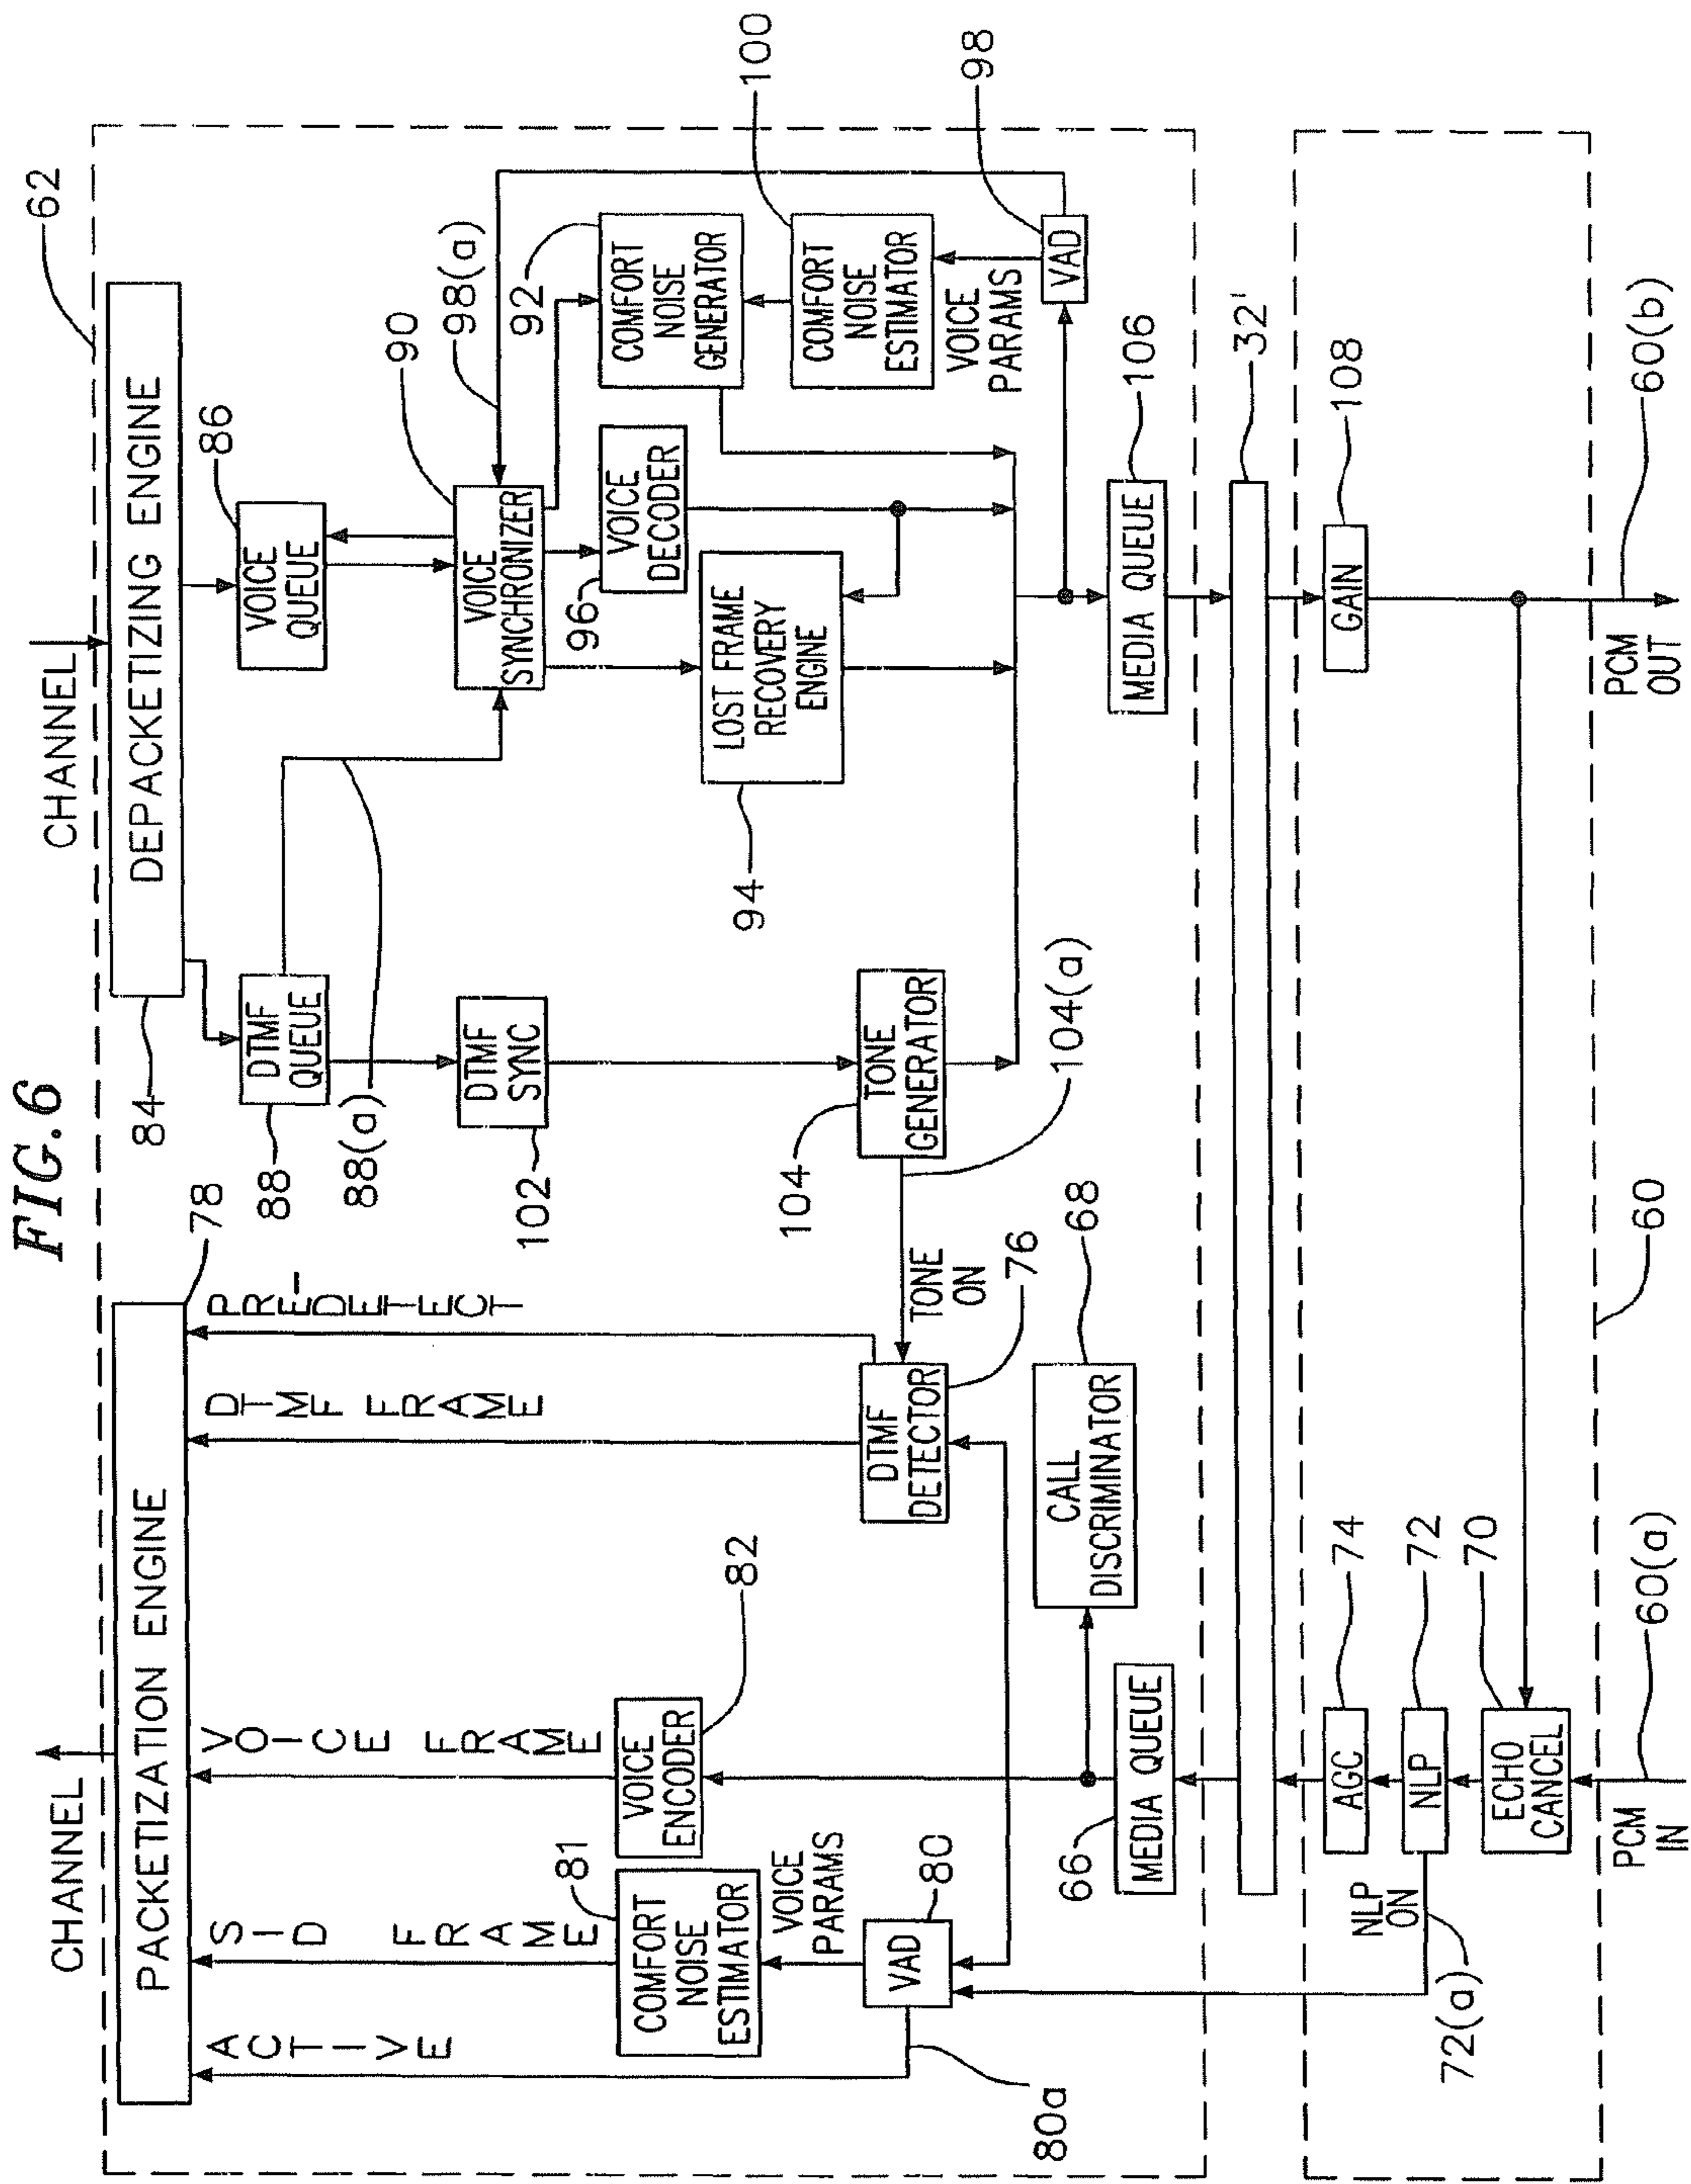 FIG. 6
CHANNEL
CHANNEL
62
PACKETIZATION ENGINE
78
84
DEPACKETIZING ENGINE
ACTIVE
SID FRAME
VOICE FRAME
DTMF FRAME
PRE-DETECT
88
DTMF
QUEUE
VOICE
QUEUE
86
88(a)
90
98(a)
102
DTMF
SYNC
VOICE
SYNCHRONIZER
92
81
COMFORT
NOISE
ESTIMATOR
VOICE
ENCODER
82
96
VOICE
DECODER
COMFORT
NOISE
GENERATOR
100
94
LOST FRAME
RECOVERY
ENGINE
COMFORT
NOISE
ESTIMATOR
VOICE
PARAMS
VOICE
PARAMS
98
VAD
80
VAD
80a
DTMF
DETECTOR
76
TONE
ON
104
TONE
GENERATOR
104(a)
CALL
DISCRIMINATOR
68
66
MEDIA QUEUE
MEDIA QUEUE
106
32'
NLP
ON
72(a)
AGC
74
NLP
72
ECHO
CANCEL
70
GAIN
108
PCM
IN
60(a)
60
PCM
OUT
60(b)